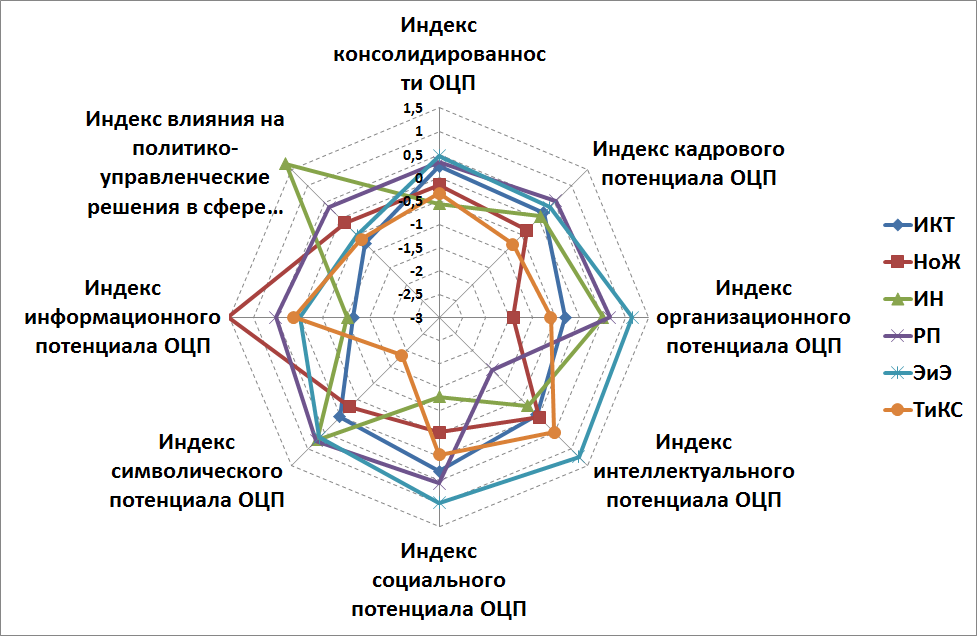 Индекс
консолидированнос
ти ОЦП
1,5
1
0,5
0
-0,5
-1
-1,5
-2
-2,5
-3
Индекс кадрового
потенциала ОЦП
Индекс
организационного
потенциала ОЦП
Индекс
интеллектуального
потенциала ОЦП
Индекс
социального
потенциала ОЦП
Индекс
символического
потенциала ОЦП
Индекс
информационного
потенциала ОЦП
Индекс влияния на
политико-
управленческие
решения в сфере…
ИКТ
НоЖ
ИН
РП
ЭиЭ
ТиКС